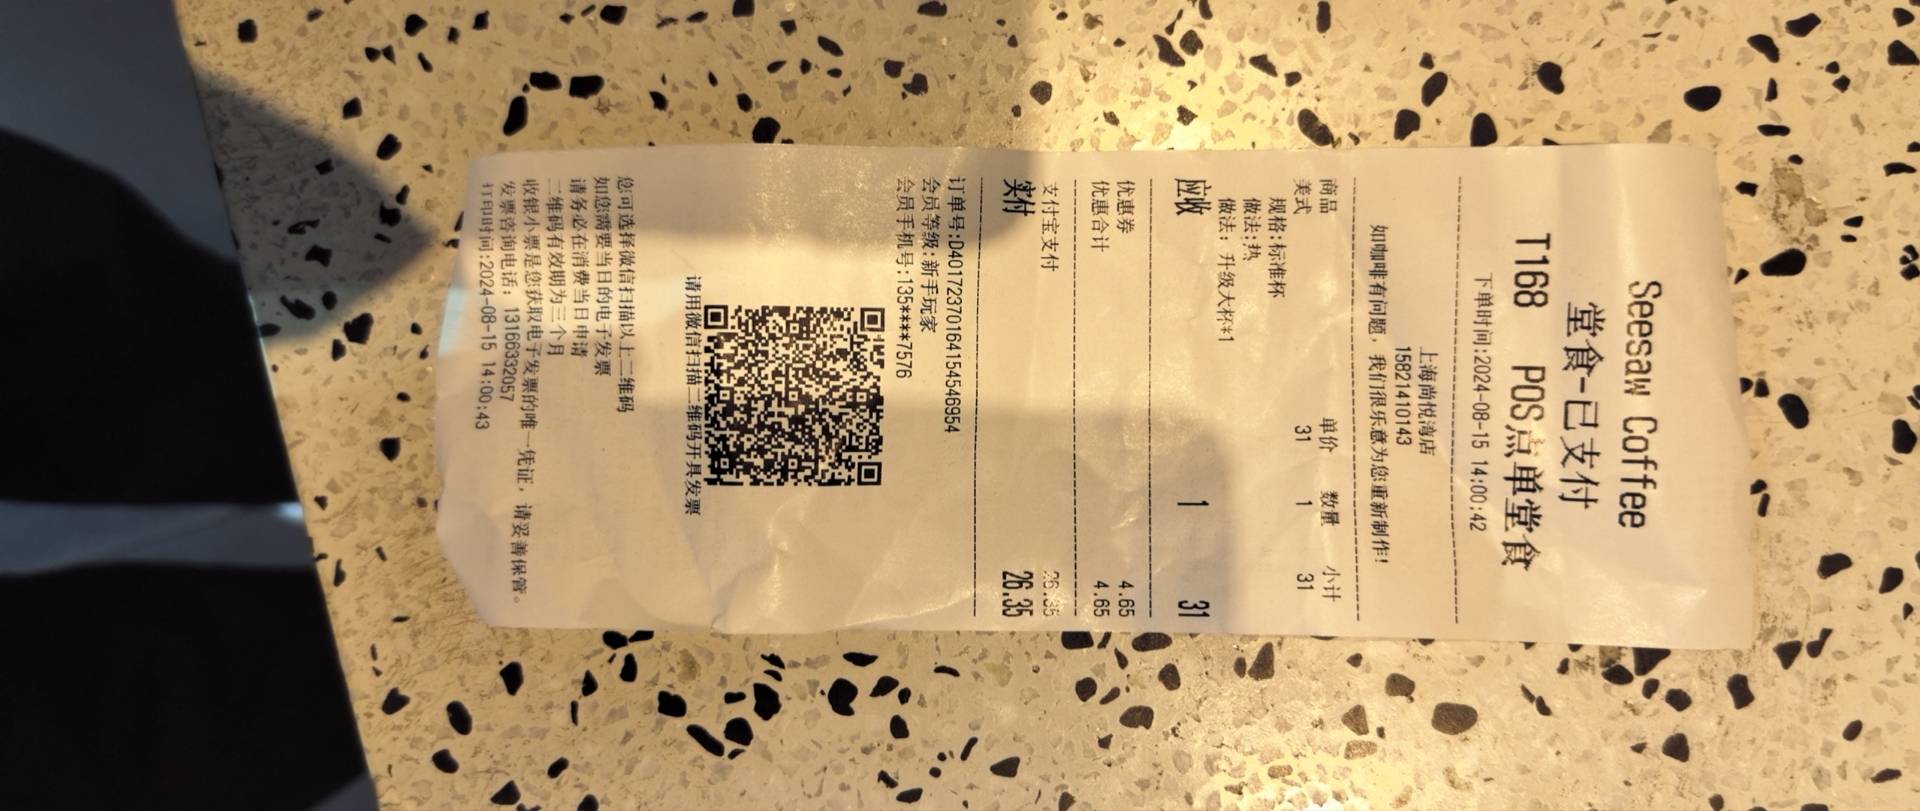 Seesaw Coffee
堂食-已支付
T168 POS点单堂食
下单时间:2024-08-15 14:00:42
上海尚悦湾店
15821410143
如咖啡有问题，我们很乐意为您重新制作!
商品 单价 数量 小计
美式 31 1 31
规格:标准杯
做法:热
做法: 升级大杯*1
应收 1 31
优惠券 4.65
优惠合计 4.65
支付宝支付 26.35
实付 26.35
订单号:D401723701641545469​54
会员等级:新手玩家
会员手机号:135****7576
请用微信扫描二维码开具发票
您可选择微信扫描以上二维码
如您需要当日的电子发票
请务必在消费当日申请
二维码有效期为三个月
收银小票是您获取电子发票的唯一凭证，请妥善保管。
发票咨询电话: 13166332057
打印时间:2024-08-15 14:00:43